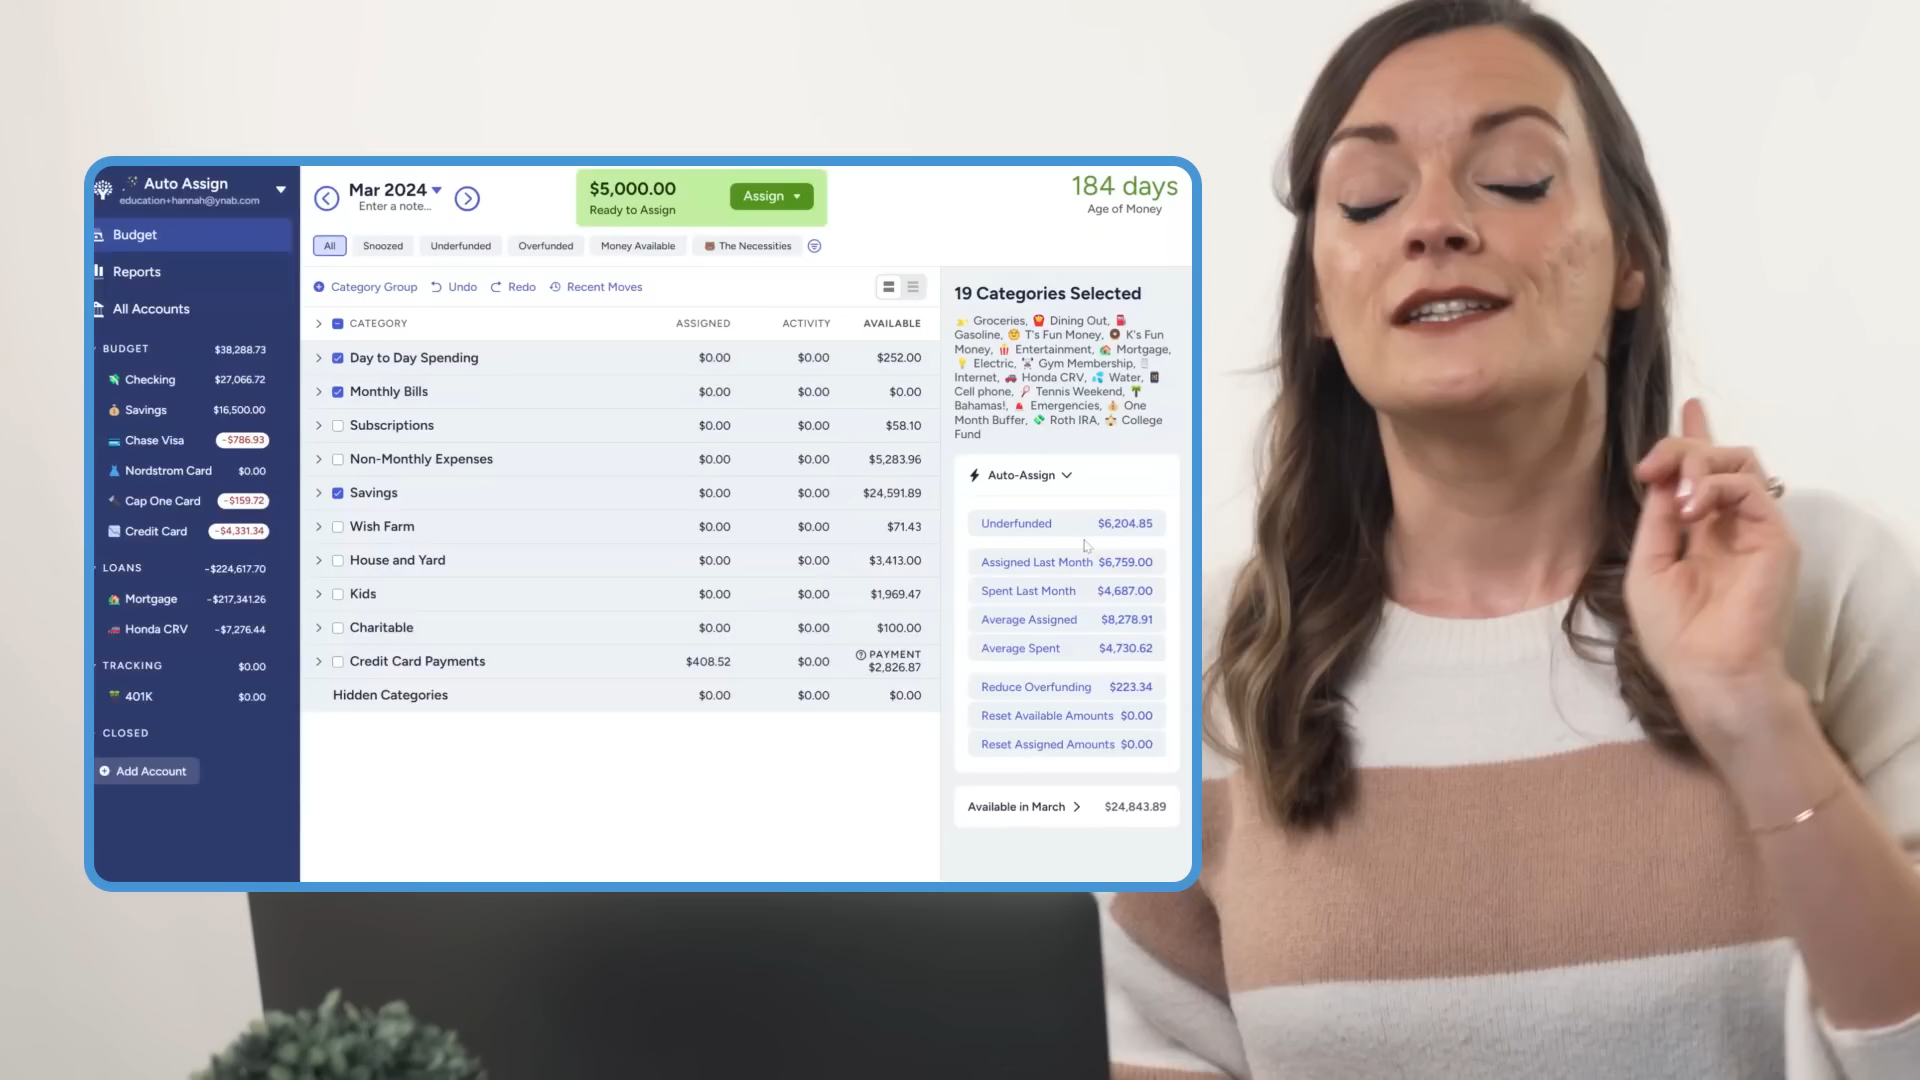 Auto Assign
education+hannah@ynab.com
Budget
Reports
All Accounts
BUDGET $38,288.73
Checking $27,066.72
Savings $16,500.00
Chase Visa -$786.93
Nordstrom Card $0.00
Cap One Card -$159.72
Credit Card -$4,331.34
LOANS -$224,617.70
Mortgage -$217,341.26
Honda CRV -$7,276.44
TRACKING $0.00
401K $0.00
CLOSED
Add Account
Mar 2024
Enter a note...
$5,000.00
Ready to Assign
Assign
184 days
Age of Money
All Snoozed Underfunded Overfunded Money Available The Necessities
Category Group Undo Redo Recent Moves
CATEGORY ASSIGNED ACTIVITY AVAILABLE
Day to Day Spending $0.00 $0.00 $252.00
Monthly Bills $0.00 $0.00 $0.00
Subscriptions $0.00 $0.00 $58.10
Non-Monthly Expenses $0.00 $0.00 $5,283.96
Savings $0.00 $0.00 $24,591.89
Wish Farm $0.00 $0.00 $71.43
House and Yard $0.00 $0.00 $3,413.00
Kids $0.00 $0.00 $1,969.47
Charitable $0.00 $0.00 $100.00
Credit Card Payments $408.52 $0.00 PAYMENT $2,826.87
Hidden Categories $0.00 $0.00 $0.00
19 Categories Selected
Groceries, Dining Out,
Gasoline, T's Fun Money, K's Fun
Money, Entertainment, Mortgage,
Electric, Gym Membership,
Internet, Honda CRV, Water,
Cell phone, Tennis Weekend,
Bahamas!, Emergencies, One
Month Buffer, Roth IRA, College
Fund
Auto-Assign
Underfunded $6,204.85
Assigned Last Month $6,759.00
Spent Last Month $4,687.00
Average Assigned $8,278.91
Average Spent $4,730.62
Reduce Overfunding $223.34
Reset Available Amounts $0.00
Reset Assigned Amounts $0.00
Available in March $24,843.89